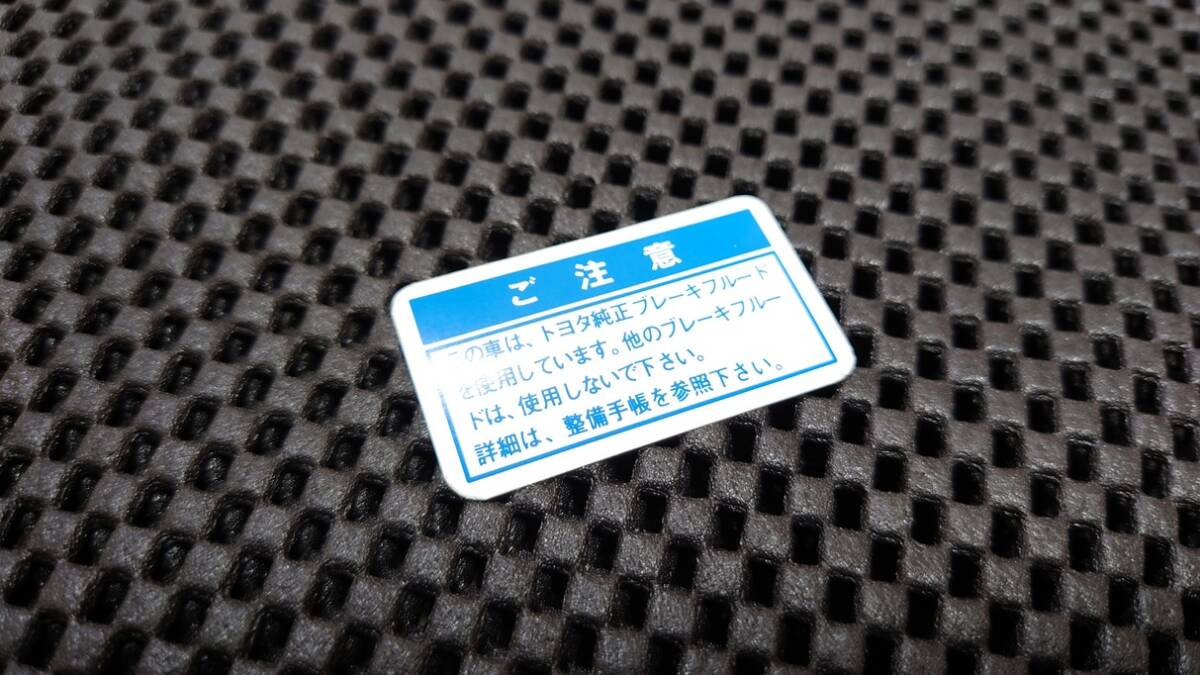 ご注意
この車は、トヨタ純正ブレーキフルード
を使用しています。他のブレーキフルー
ドは、使用しないで下さい。
詳細は、整備手帳を参照下さい。